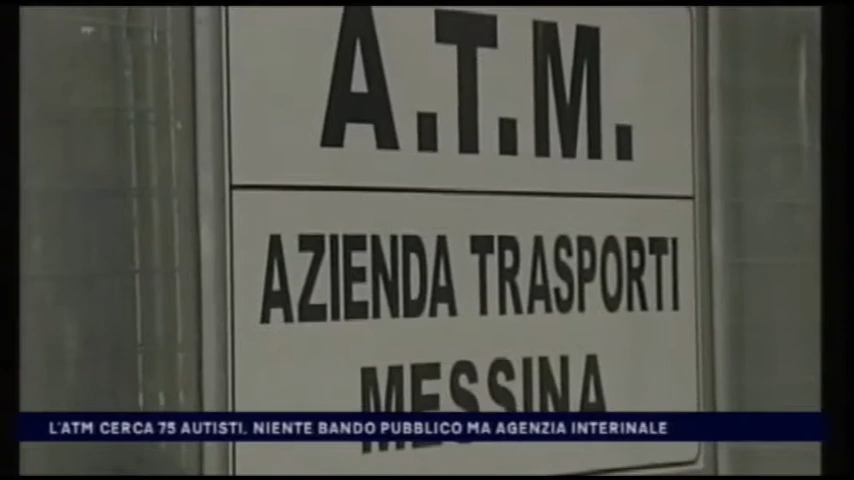 A.T.M.
AZIENDA TRASPORTI
MESSINA
L'ATM CERCA 75 AUTISTI. NIENTE BANDO PUBBLICO MA AGENZIA INTERINALE